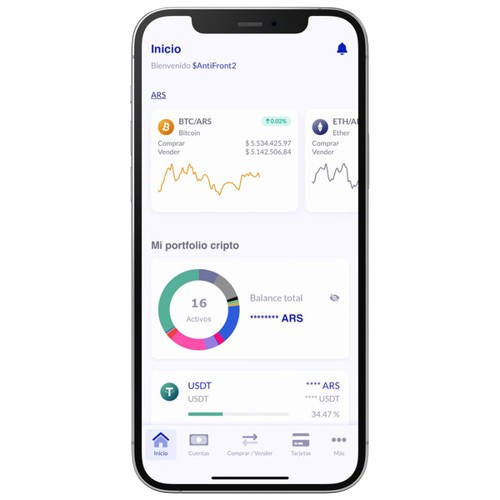 Inicio
Bienvenido $AntiFront2
ARS
BTC/ARS
0.02%
Bitcoin
Comprar $ 5.534.425,97
Vender $ 5.142.506,84
ETH/A
Ether
Comprar
Vender
Mi portfolio cripto
16
Activos
Balance total
******** ARS
USDT **** ARS
USDT **** USDT
34.47 %
Inicio Cuentas Comprar / Vender Tarjetas Más